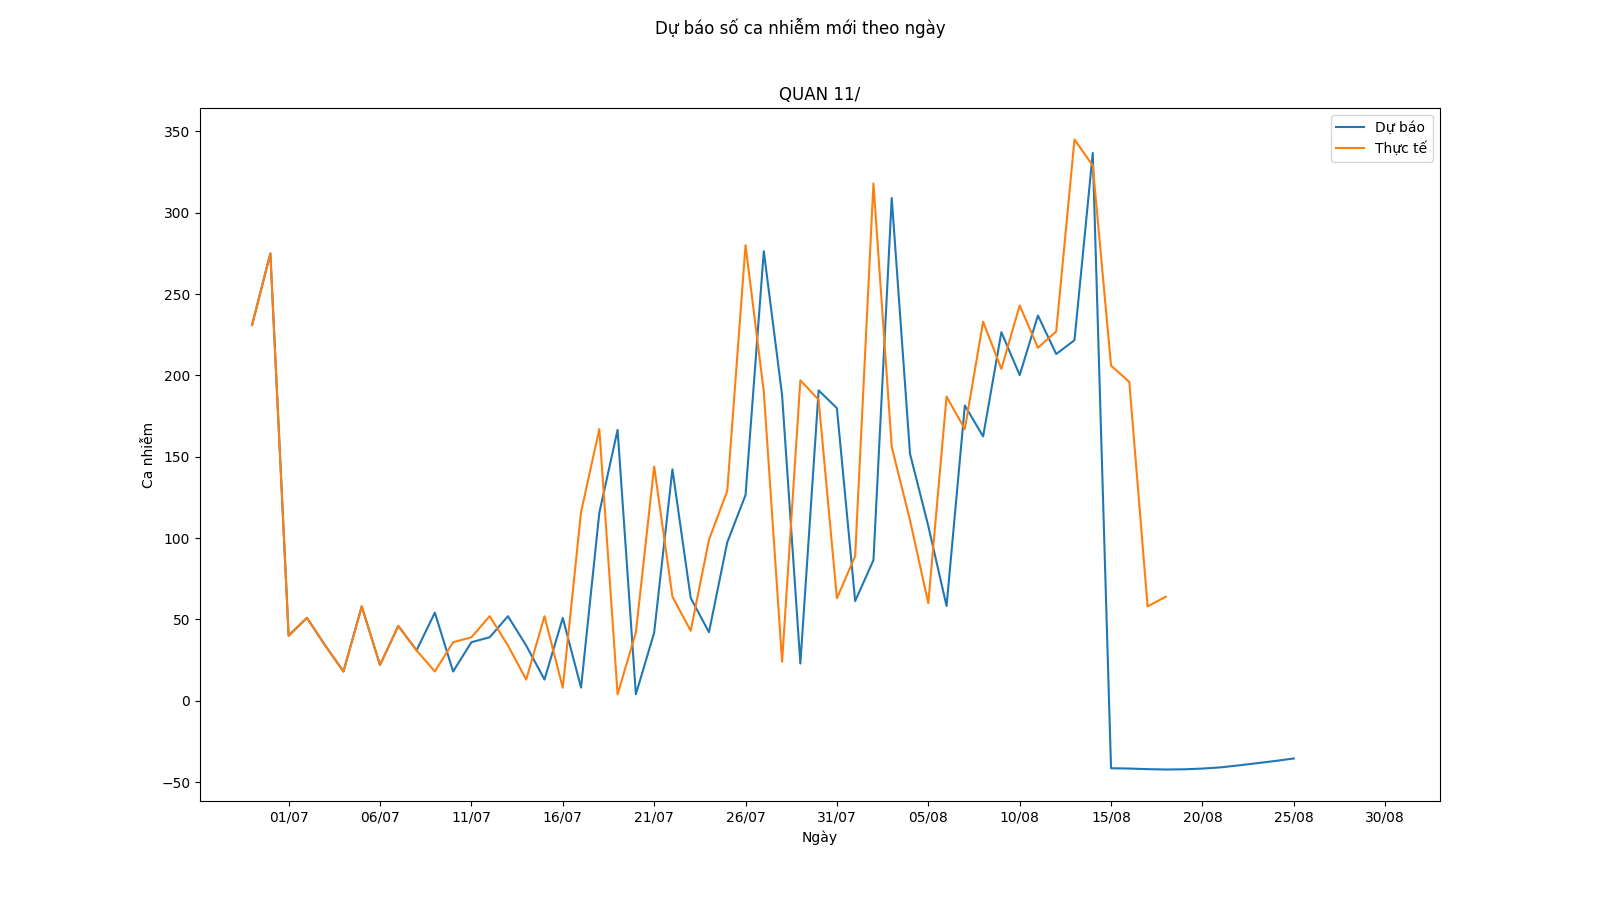 Dự báo số ca nhiễm mới theo ngày
QUAN 11/
Dự báo
Thực tế
350
300
250
200
150
100
50
0
−50
Ca nhiễm
01/07 06/07 11/07 16/07 21/07 26/07 31/07 05/08 10/08 15/08 20/08 25/08 30/08
Ngày